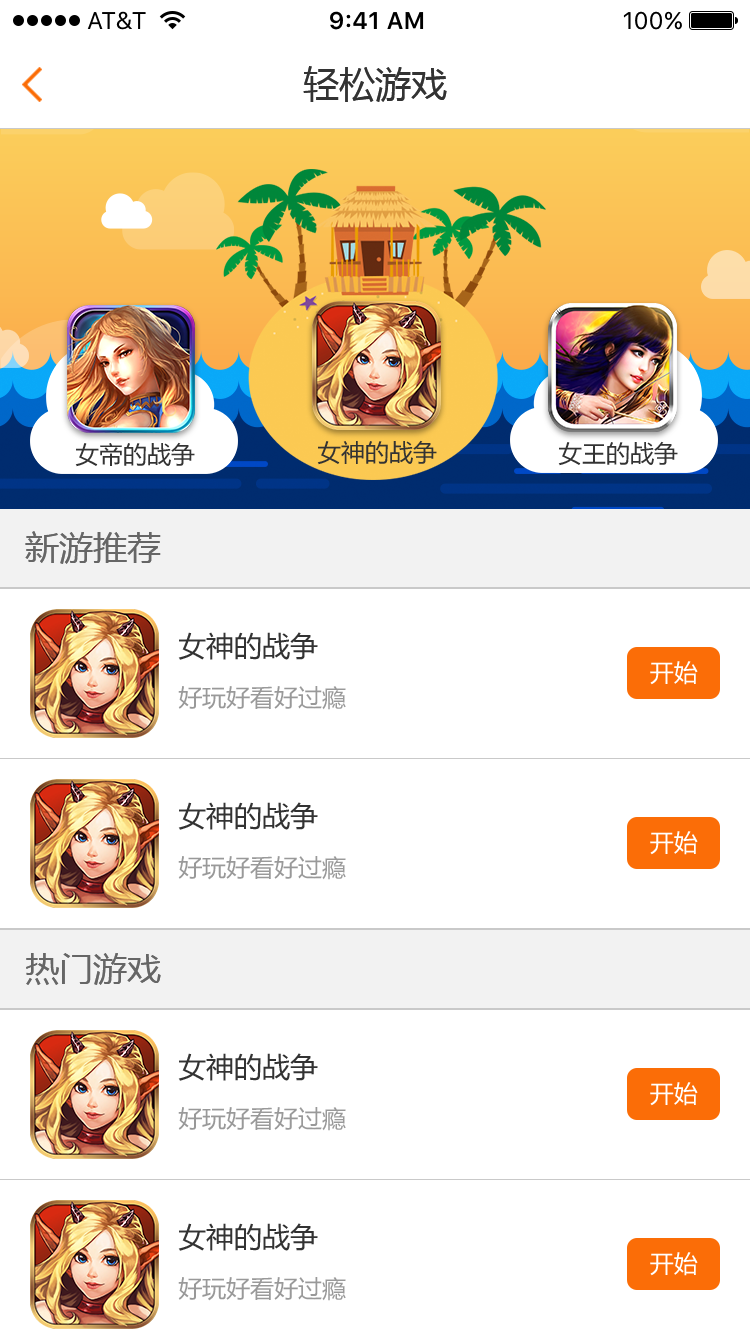 AT&T 9:41 AM 100%
轻松游戏
女帝的战争 女神的战争 女王的战争
新游推荐
女神的战争
好玩好看好过瘾
开始
女神的战争
好玩好看好过瘾
开始
热门游戏
女神的战争
好玩好看好过瘾
开始
女神的战争
好玩好看好过瘾
开始